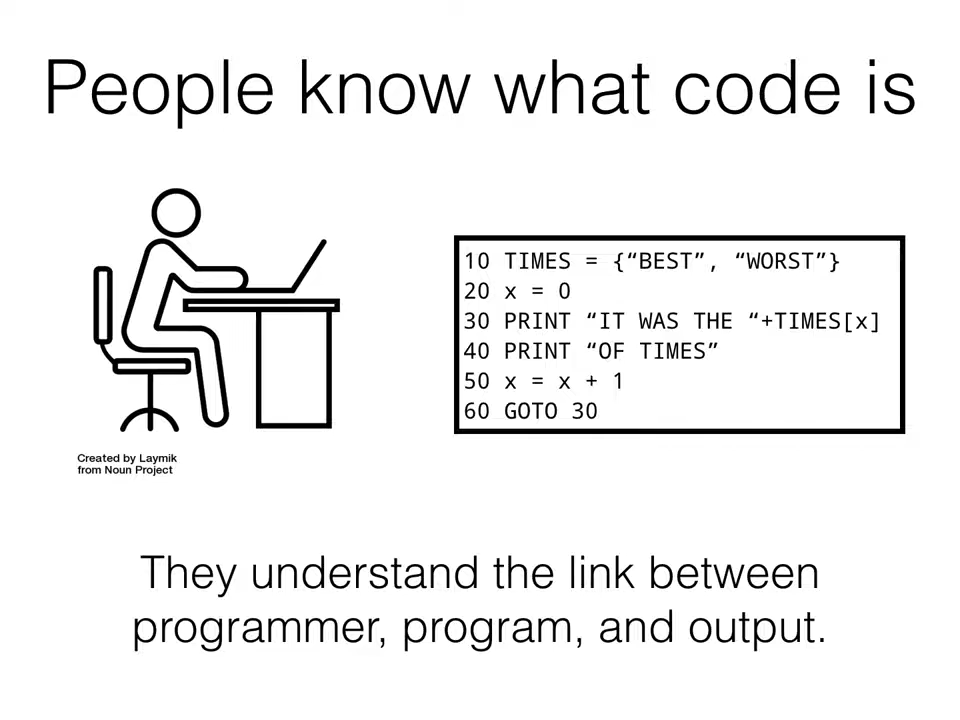 People know what code is
10 TIMES = {“BEST”, “WORST”}
20 x = 0
30 PRINT “IT WAS THE “+TIMES[x]
40 PRINT “OF TIMES”
50 x = x + 1
60 GOTO 30
Created by Laymik
from Noun Project
They understand the link between
programmer, program, and output.